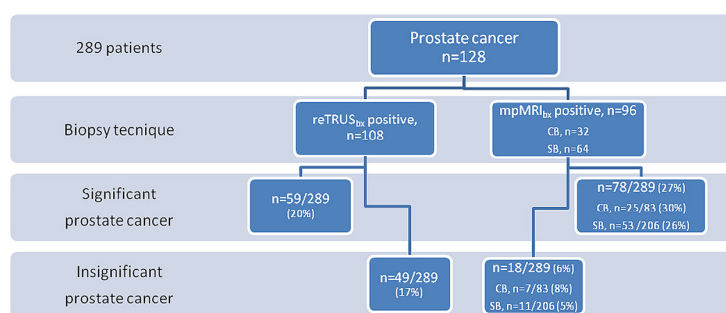 289 patients
Prostate cancer
n=128
Biopsy tecnique
reTRUSbx positive,
n=108
mpMRIbx positive, n=96
CB, n=32
SB, n=64
Significant
prostate cancer
n=59/289
(20%)
n=78/289 (27%)
CB, n=25/83 (30%)
SB, n=53/206 (26%)
Insignificant
prostate cancer
n=49/289
(17%)
n=18/289 (6%)
CB, n=7/83 (8%)
SB, n=11/206 (5%)